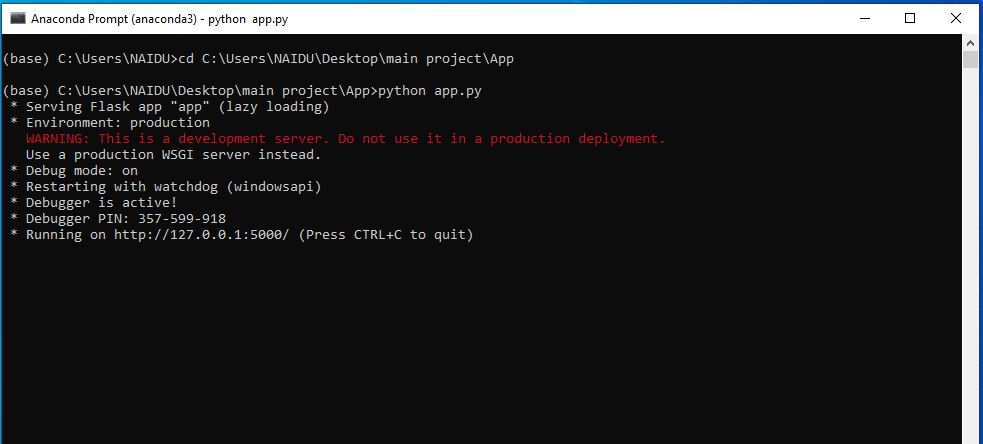 Anaconda Prompt (anaconda3) - python  app.py
(base) C:\Users\NAIDU>cd C:\Users\NAIDU\Desktop\main project\App
(base) C:\Users\NAIDU\Desktop\main project\App>python app.py
 * Serving Flask app "app" (lazy loading)
 * Environment: production
   WARNING: This is a development server. Do not use it in a production deployment.
   Use a production WSGI server instead.
 * Debug mode: on
 * Restarting with watchdog (windowsapi)
 * Debugger is active!
 * Debugger PIN: 357-599-918
 * Running on http://127.0.0.1:5000/ (Press CTRL+C to quit)